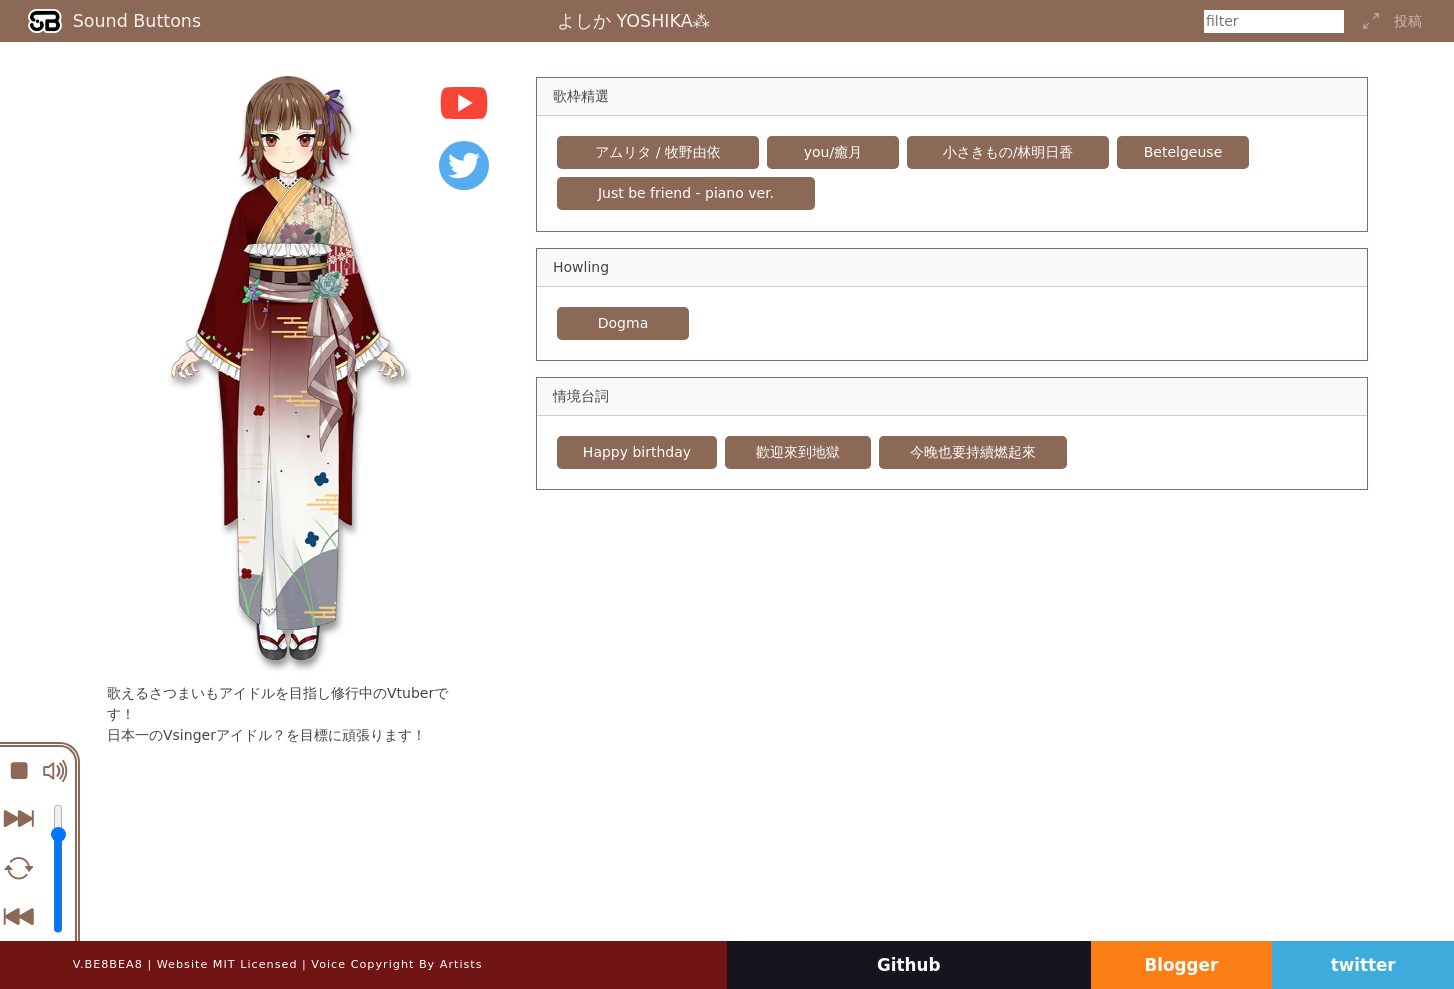 SB Sound Buttons
よしか YOSHIKA⁂
filter
投稿
歌枠精選
アムリタ / 牧野由依
you/癒月
小さきもの/林明日香
Betelgeuse
Just be friend - piano ver.
Howling
Dogma
情境台詞
Happy birthday
歡迎來到地獄
今晚也要持續燃起來
歌えるさつまいもアイドルを目指し修行中のVtuberで
す！
日本一のVsingerアイドル？を目標に頑張ります！
V.BE8BEA8 | Website MIT Licensed | Voice Copyright By Artists
Github
Blogger
twitter